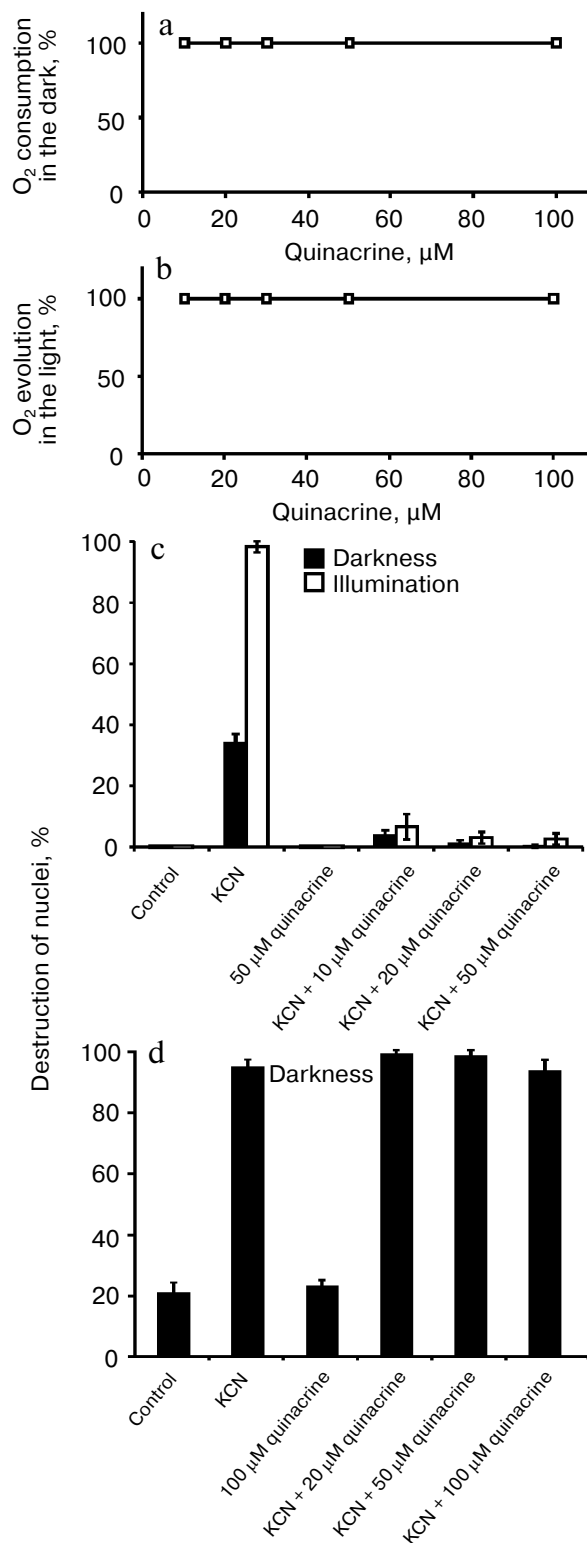 a
100
50
0
O2 consumption
in the dark, %
0 20 40 60 80 100
Quinacrine, μM
b
100
50
0
O2 evolution
in the light, %
0 20 40 60 80 100
Quinacrine, μM
c
100
80
60
40
20
0
Darkness
Illumination
Control
KCN
50 μM quinacrine
KCN + 10 μM quinacrine
KCN + 20 μM quinacrine
KCN + 50 μM quinacrine
Destruction of nuclei, %
d
100
80
60
40
20
0
Darkness
Control
KCN
100 μM quinacrine
KCN + 20 μM quinacrine
KCN + 50 μM quinacrine
KCN + 100 μM quinacrine